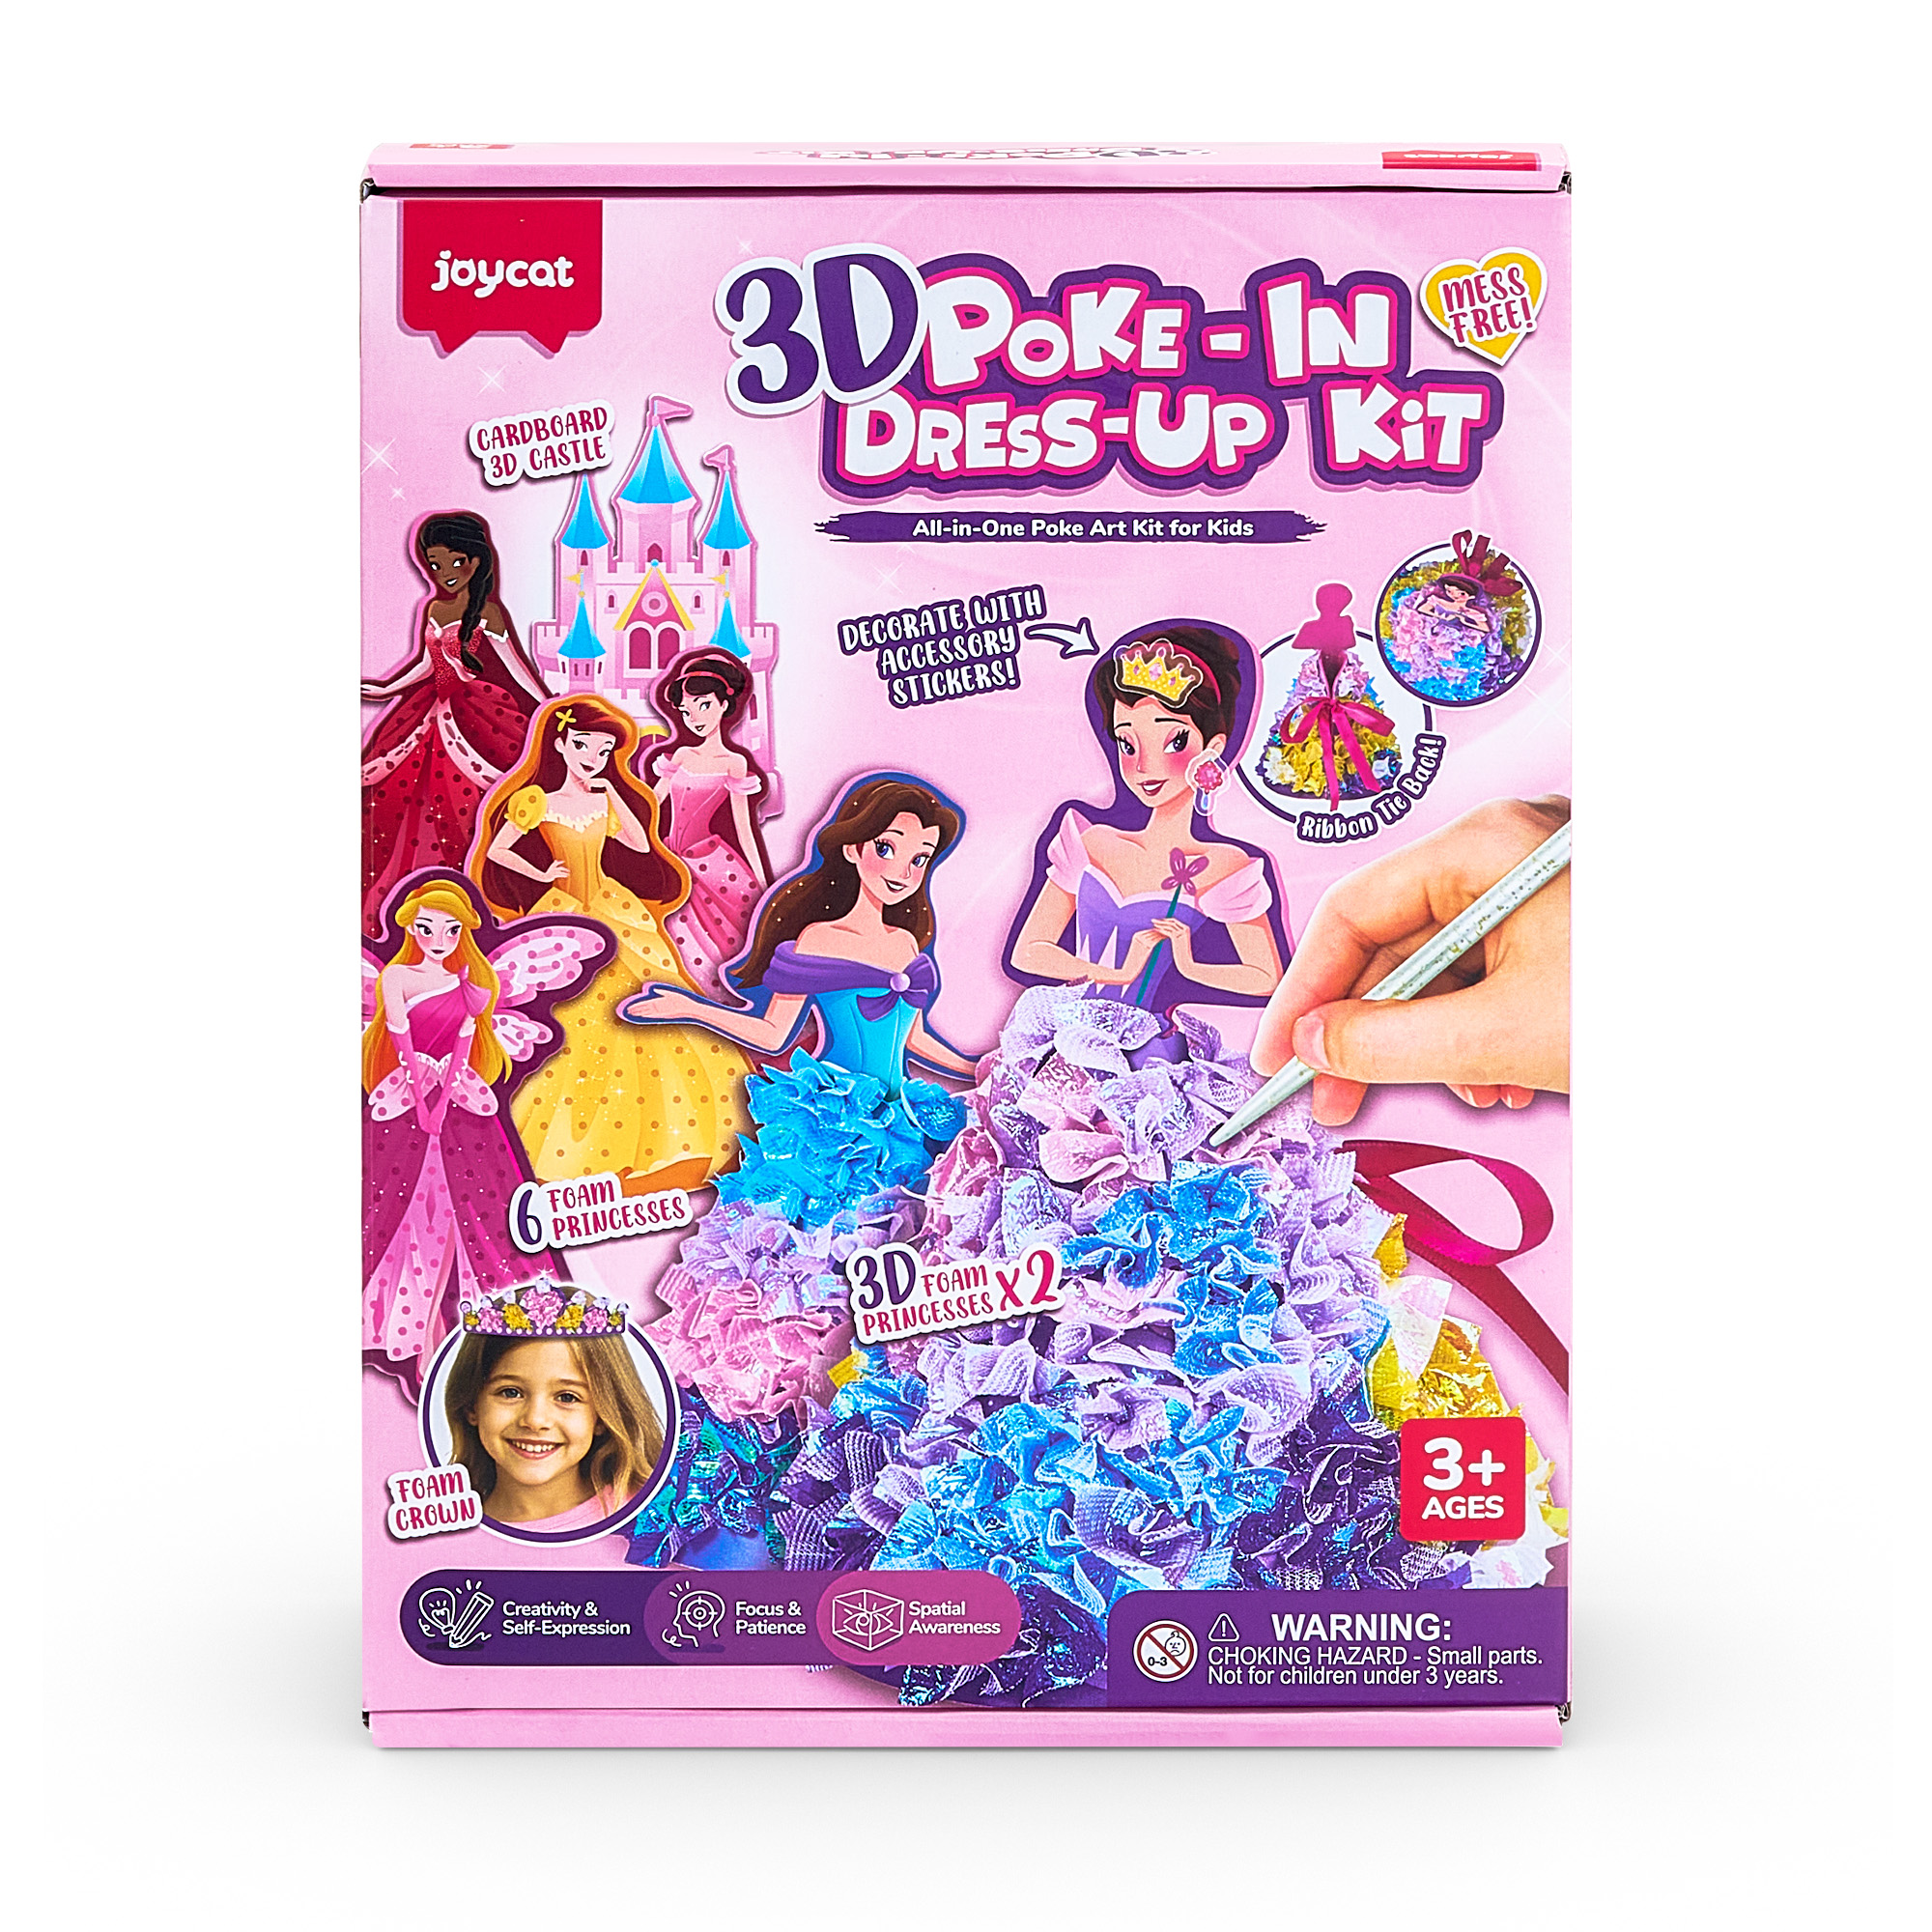 joycat
3D POKE-IN
DRESS-UP KiT
MESS
FREE!
All-in-One Poke Art Kit for Kids
CARDBOARD
3D CASTLE
DECORATE WITH
ACCESSORY
STICKERS!
Ribbon Tie Back!
6 FOAM
PRINCESSES
3D FOAM
PRINCESSES X2
FOAM
CROWN
3+
AGES
Creativity &
Self-Expression
Focus &
Patience
Spatial
Awareness
0-3
WARNING:
CHOKING HAZARD - Small parts.
Not for children under 3 years.